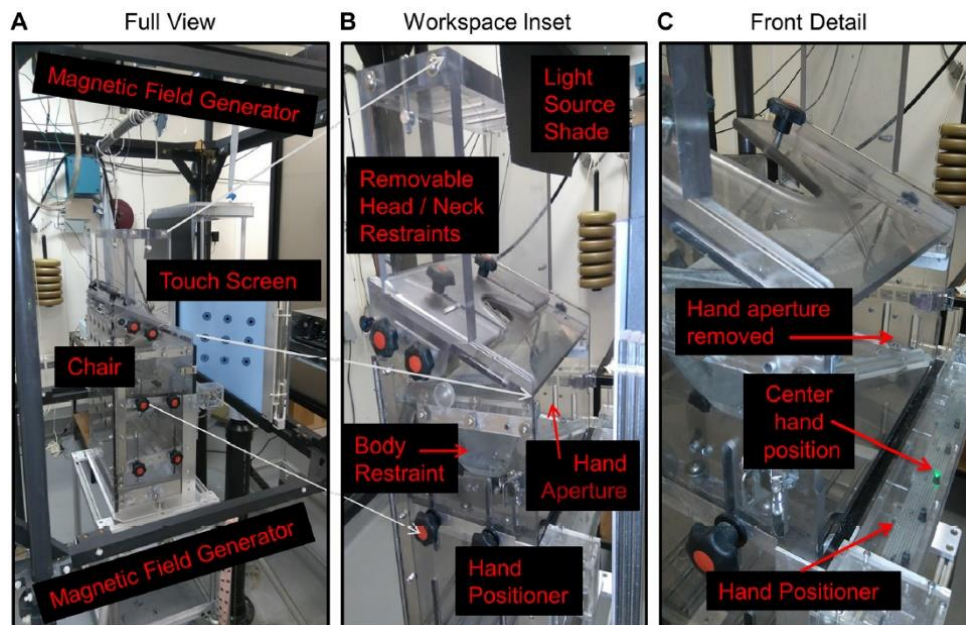 A
Full View
Magnetic Field Generator
Touch Screen
Chair
Magnetic Field Generator
B
Workspace Inset
Light
Source
Shade
Removable
Head / Neck
Restraints
Body
Restraint
Hand
Aperture
Hand
Positioner
C
Front Detail
Hand aperture
removed
Center
hand
position
Hand Positioner